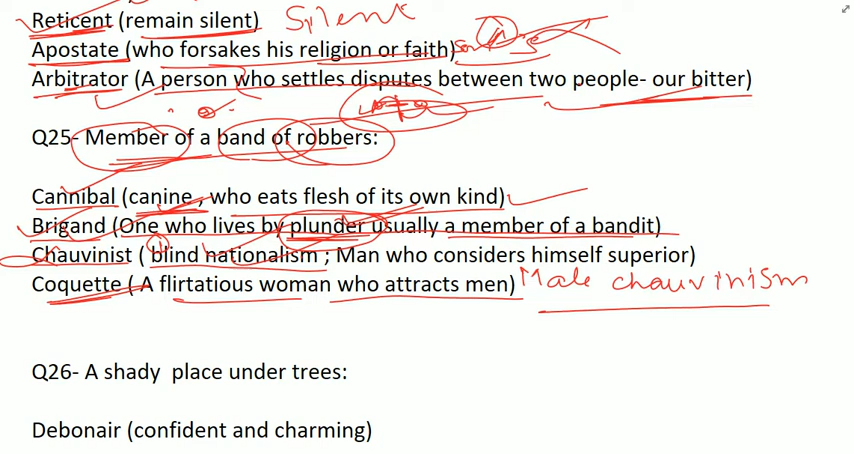 Reticent (remain silent) Silent
Apostate (who forsakes his religion or faith)
Arbitrator (A person who settles disputes between two people- our bitter)
Q25- Member of a band of robbers:
Cannibal (canine , who eats flesh of its own kind)
Brigand (One who lives by plunder usually a member of a bandit)
Chauvinist ( blind nationalism ; Man who considers himself superior)
Coquette ( A flirtatious woman who attracts men) Male chauvinism
Q26- A shady place under trees:
Debonair (confident and charming)